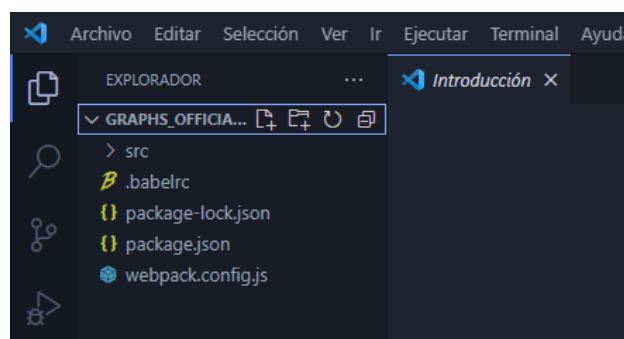 Archivo Editar Selección Ver Ir Ejecutar Terminal
EXPLORADOR ...
Introducción
GRAPHS_OFFICIA...
src
.babelrc
package-lock.json
package.json
webpack.config.js